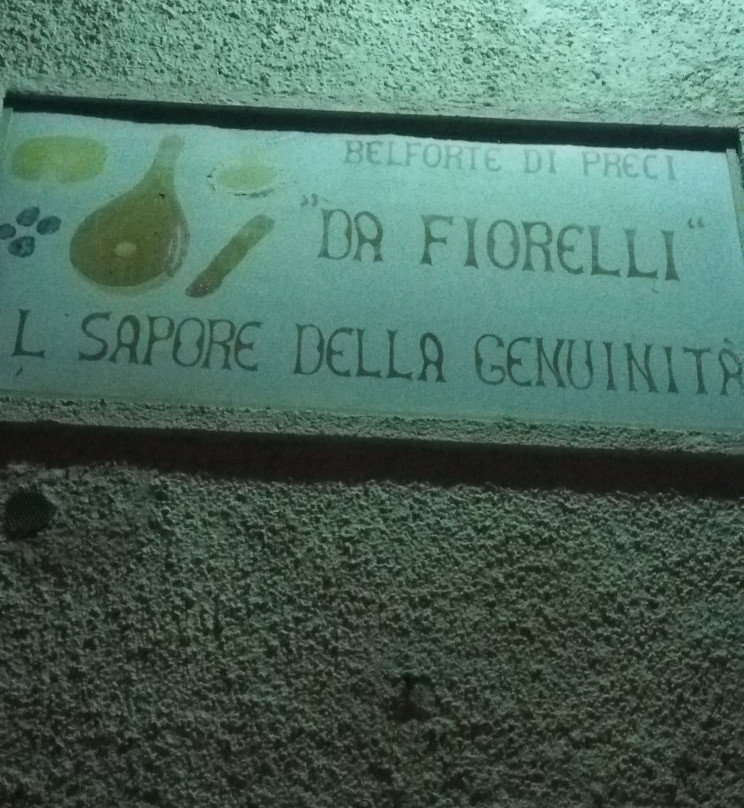 BELFORTE DI PRECI
"DA FIORELLI"
L SAPORE DELLA GENUINITÀ